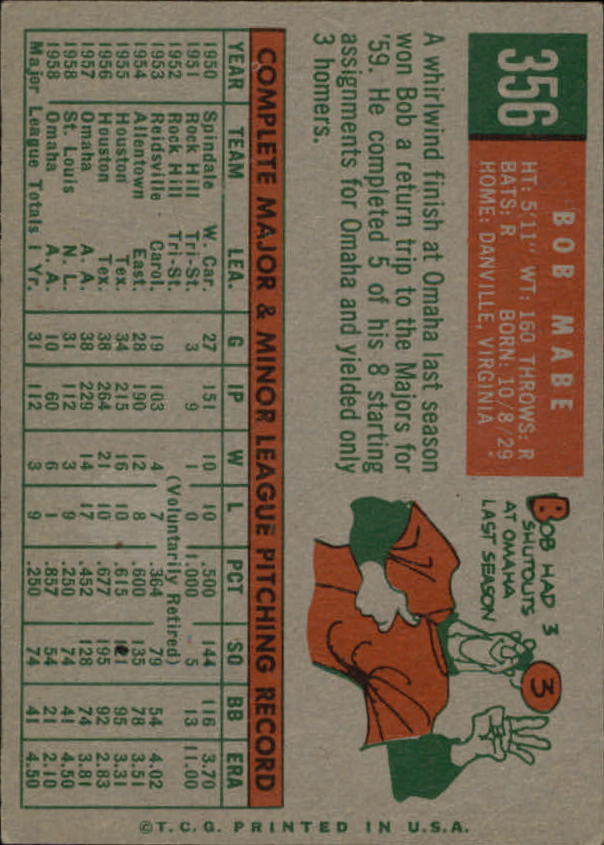 356
BOB MABE
HT: 5'11" WT: 160 THROWS: R
BATS: R BORN: 10/8/29
HOME: DANVILLE, VIRGINIA
A whirlwind finish at Omaha last season
won Bob a return trip to the Majors for
'59. He completed 5 of his 8 starting
assignments for Omaha and yielded only
3 homers.
BOB HAD 3
SHUTOUTS
AT OMAHA
LAST SEASON
3
COMPLETE MAJOR & MINOR LEAGUE PITCHING RECORD
YEAR TEAM LEA. G IP W L PCT SO BB ERA
1950 Spindale W. Car. 27 151 10 10 .500 144 116 3.70
1951 Rock Hill Tri-St. 3 9 1 0 1.000 5 13 11.00
1952 Rock Hill Tri-St. (Voluntarily Retired)
1953 Reidsville Carol. 19 103 4 7 .364 79 54 4.02
1954 Allentown East. 28 190 12 8 .600 135 78 3.51
1955 Houston Tex. 34 215 16 10 .615 121 95 3.31
1956 Houston Tex. 38 264 21 10 .677 195 92 2.83
1957 Omaha A. A. 38 229 14 17 .452 128 74 3.81
1958 St. Louis N. L. 31 112 3 9 .250 74 41 4.50
1958 Omaha A. A. 10 60 6 1 .857 54 21 2.10
Major League Totals 1 Yr. 31 112 3 9 .250 74 41 4.50
©T.C.G. PRINTED IN U.S.A.